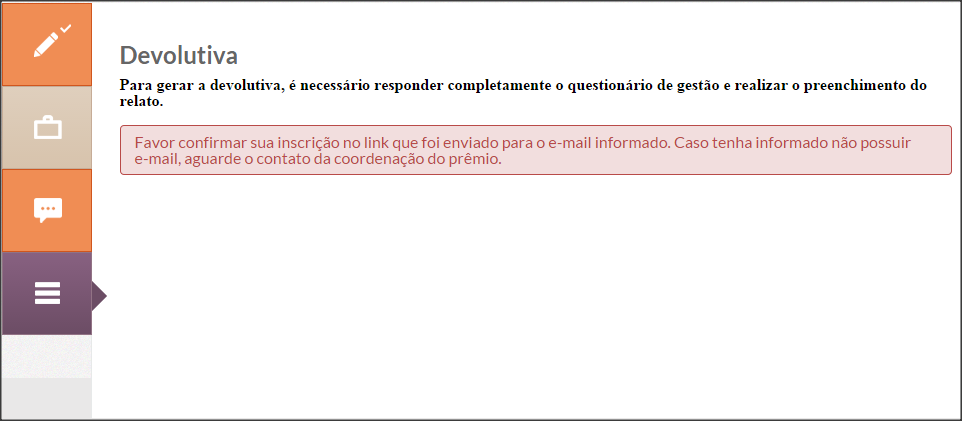 Devolutiva
Para gerar a devolutiva, é necessário responder completamente o questionário de gestão e realizar o preenchimento do
relato.
Favor confirmar sua inscrição no link que foi enviado para o e-mail informado. Caso tenha informado não possuir
e-mail, aguarde o contato da coordenação do prêmio.